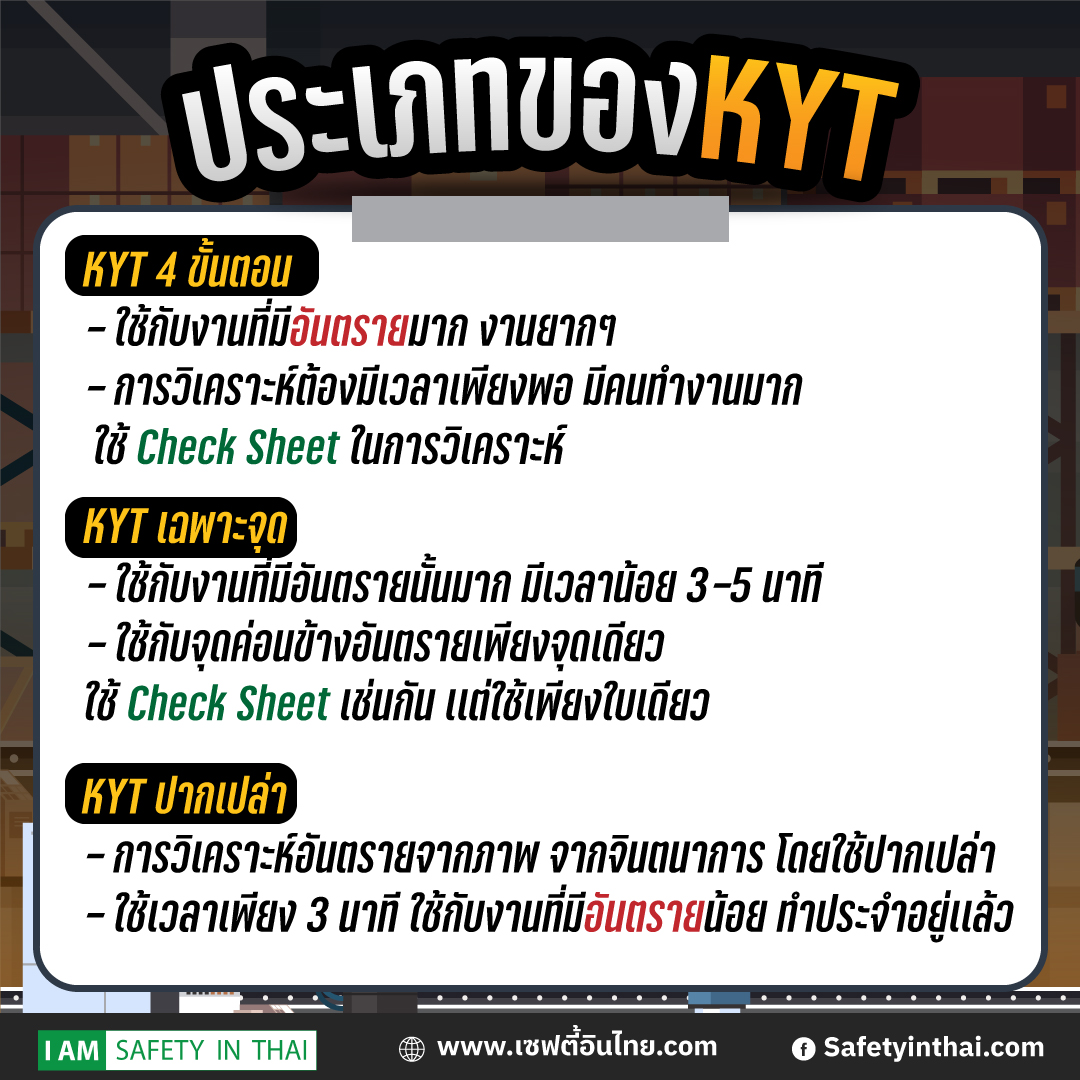 ประเภทของKYT
KYT 4 ขั้นตอน
- ใช้กับงานที่มีอันตรายมาก งานยากๆ
- การวิเคราะห์ต้องมีเวลาเพียงพอ มีคนทำงานมาก
ใช้ Check Sheet ในการวิเคราะห์
KYT เฉพาะจุด
- ใช้กับงานที่มีอันตรายนั้นมาก มีเวลาน้อย 3-5 นาที
- ใช้กับจุดค่อนข้างอันตรายเพียงจุดเดียว
ใช้ Check Sheet เช่นกัน แต่ใช้เพียงใบเดียว
KYT ปากเปล่า
- การวิเคราะห์อันตรายจากภาพ จากจินตนาการ โดยใช้ปากเปล่า
- ใช้เวลาเพียง 3 นาที ใช้กับงานที่มีอันตรายน้อย ทำประจำอยู่แล้ว
I AM SAFETY IN THAI
www.เซฟตี้อินไทย.com
Safetyinthai.com